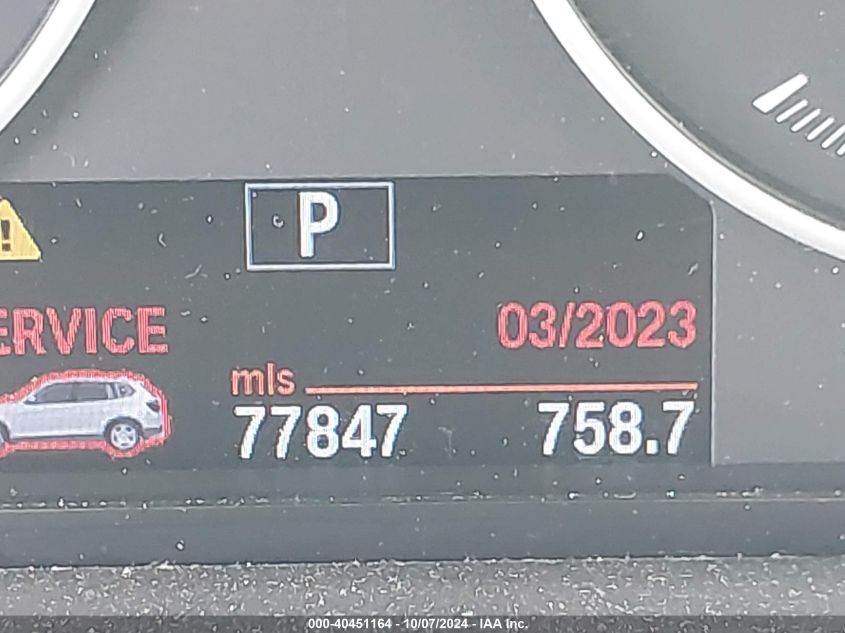 P
ERVICE 03/2023
mls
77847 758.7
000-40451164 - 10/07/2024 - IAA Inc.